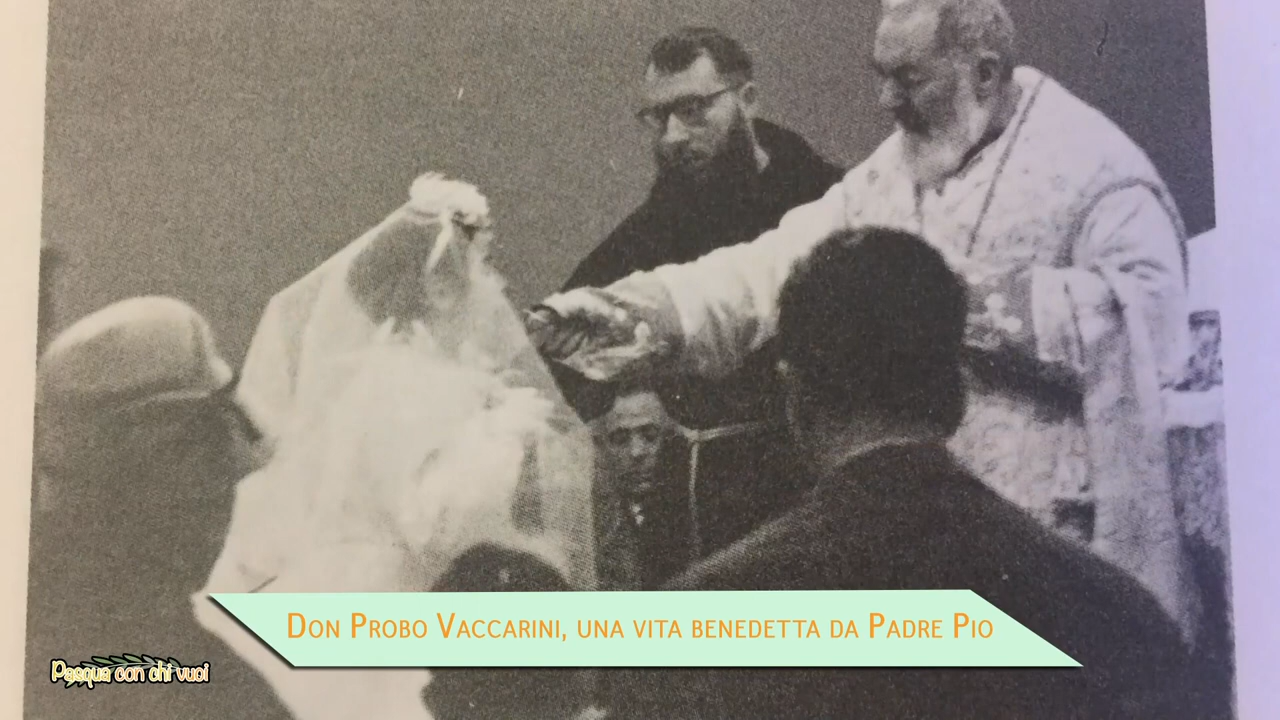 Don Probo Vaccarini, una vita benedetta da Padre Pio
Pasqua con chi vuoi